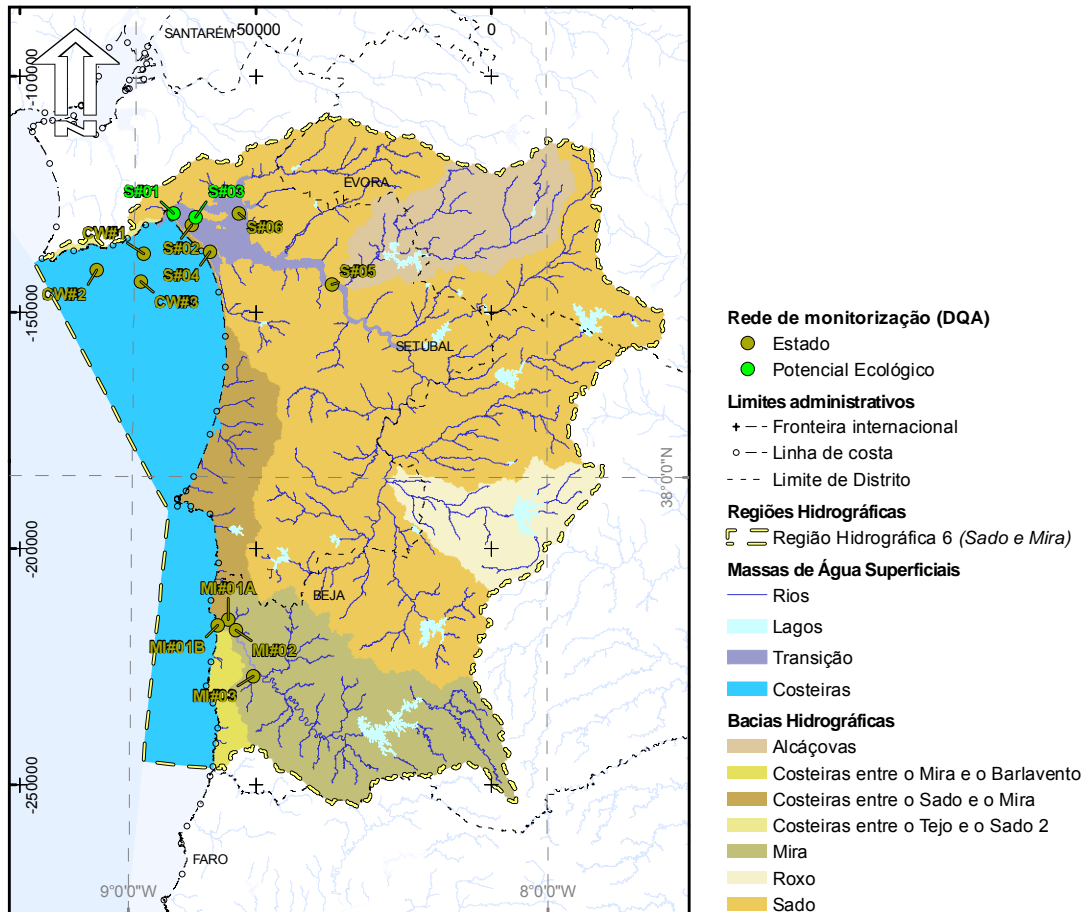 -50000
0
SANTARÉM
-100000
N
ÉVORA
S#01
S#03
CW#1
S#02
S#06
S#04
CW#2
CW#3
S#05
-150000
SETÚBAL
38°0'0"N
-200000
MI#01A
BEJA
MI#01B
MI#02
MI#03
-250000
FARO
9°0'0"W
8°0'0"W
Rede de monitorização (DQA)
Estado
Potencial Ecológico
Limites administrativos
Fronteira internacional
Linha de costa
Limite de Distrito
Regiões Hidrográficas
Região Hidrográfica 6 (Sado e Mira)
Massas de Água Superficiais
Rios
Lagos
Transição
Costeiras
Bacias Hidrográficas
Alcáçovas
Costeiras entre o Mira e o Barlavento
Costeiras entre o Sado e o Mira
Costeiras entre o Tejo e o Sado 2
Mira
Roxo
Sado